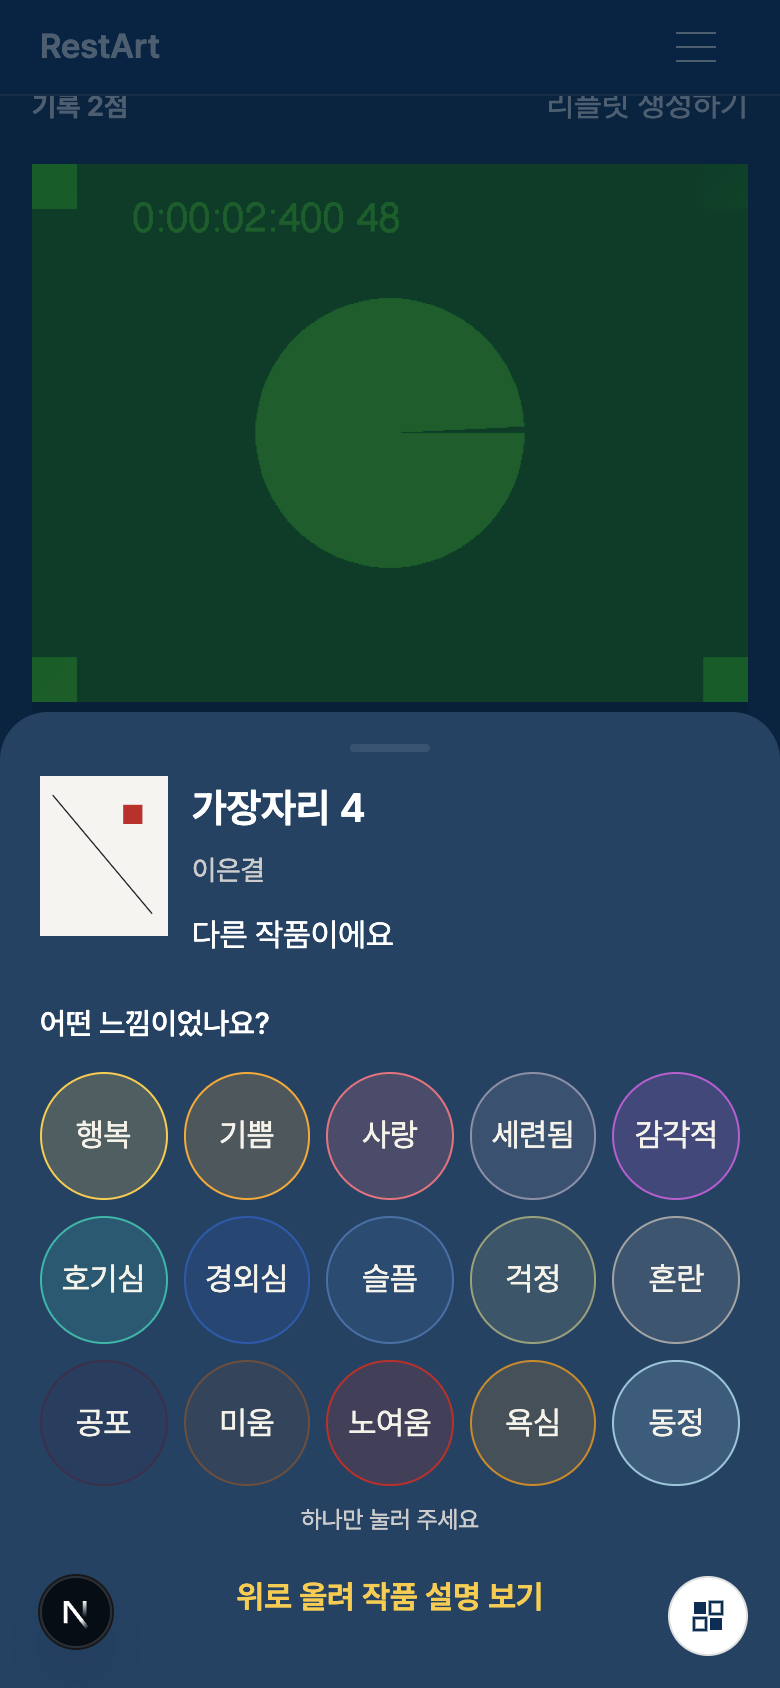 RestArt
기록 2점
리플릿 생성하기
0:00:02:400 48
가장자리 4
이은결
다른 작품이에요
어떤 느낌이었나요?
행복 기쁨 사랑 세련됨 감각적
호기심 경외심 슬픔 걱정 혼란
공포 미움 노여움 욕심 동정
하나만 눌러 주세요
위로 올려 작품 설명 보기
N